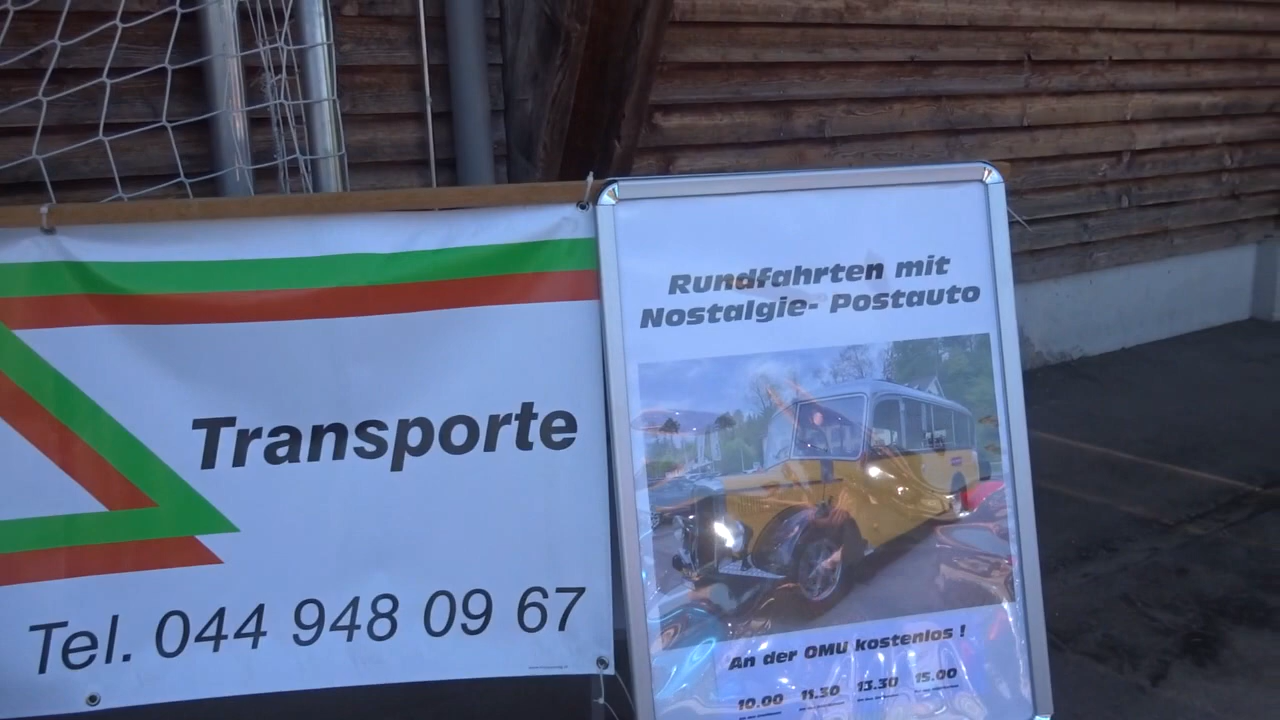 Transporte
Tel. 044 948 09 67
Rundfahrten mit
Nostalgie- Postauto
An der OMU kostenlos !
10.00 11.30 13.30 15.00